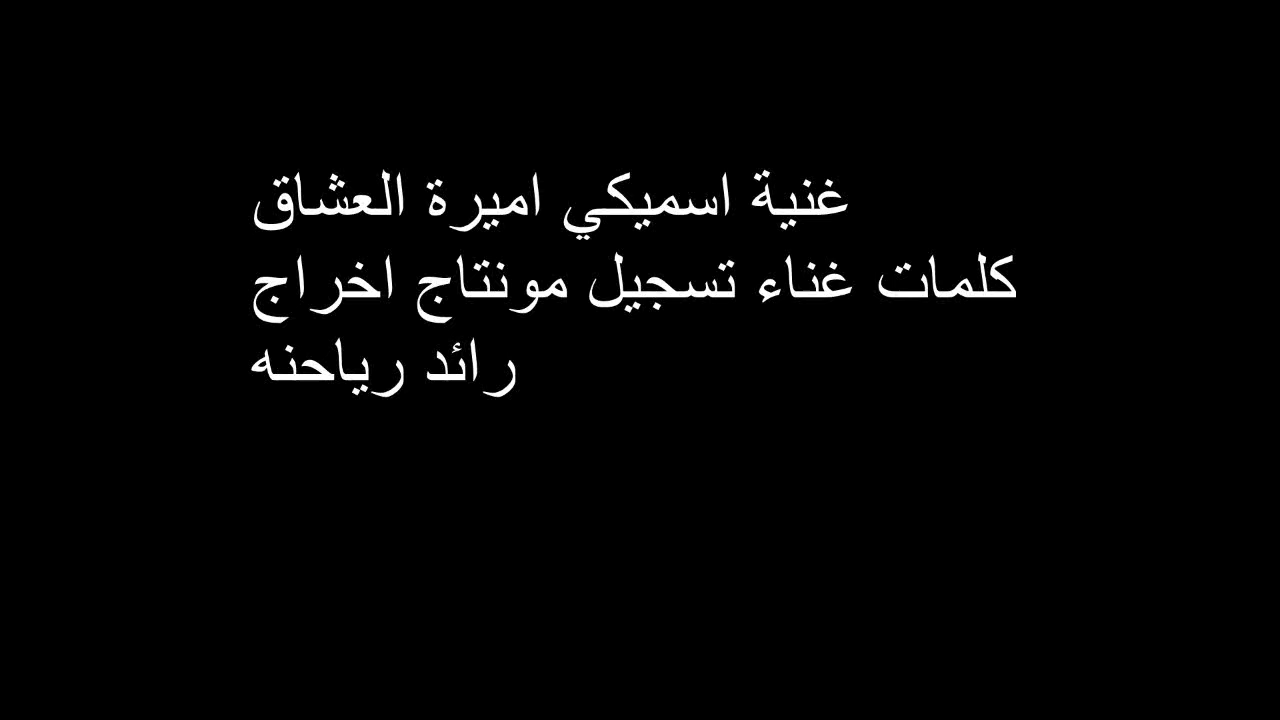 غنية اسميكي اميرة العشاق
كلمات غناء تسجيل مونتاج اخراج
رائد رياحنه